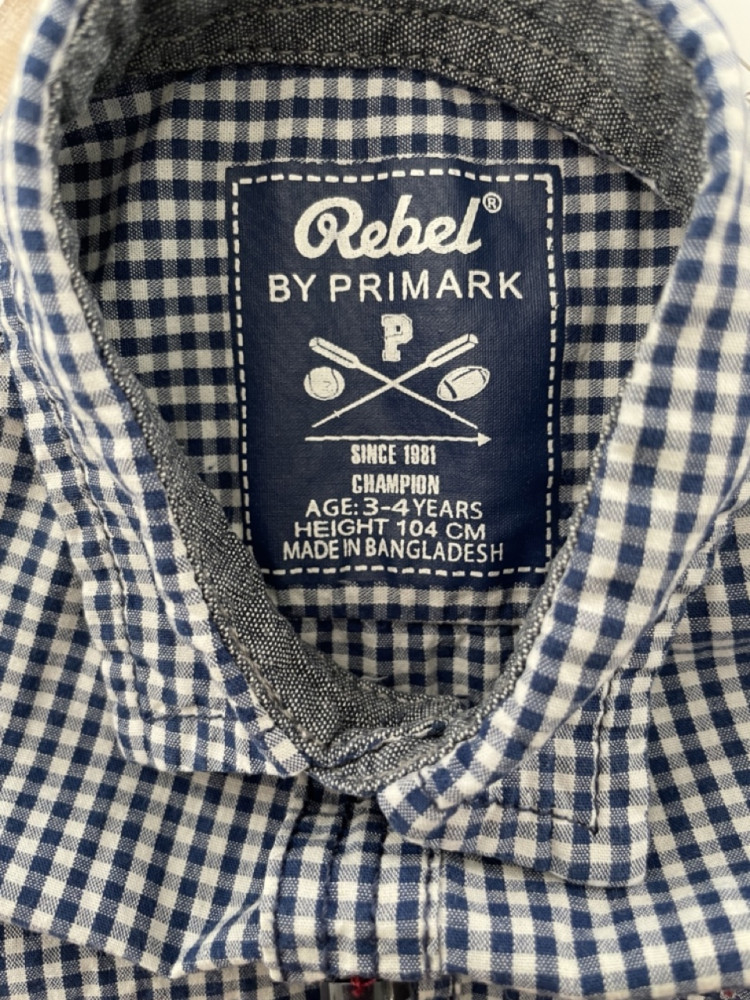 Rebel®
BY PRIMARK
P
SINCE 1981
CHAMPION
AGE: 3-4 YEARS
HEIGHT 104 CM
MADE IN BANGLADESH